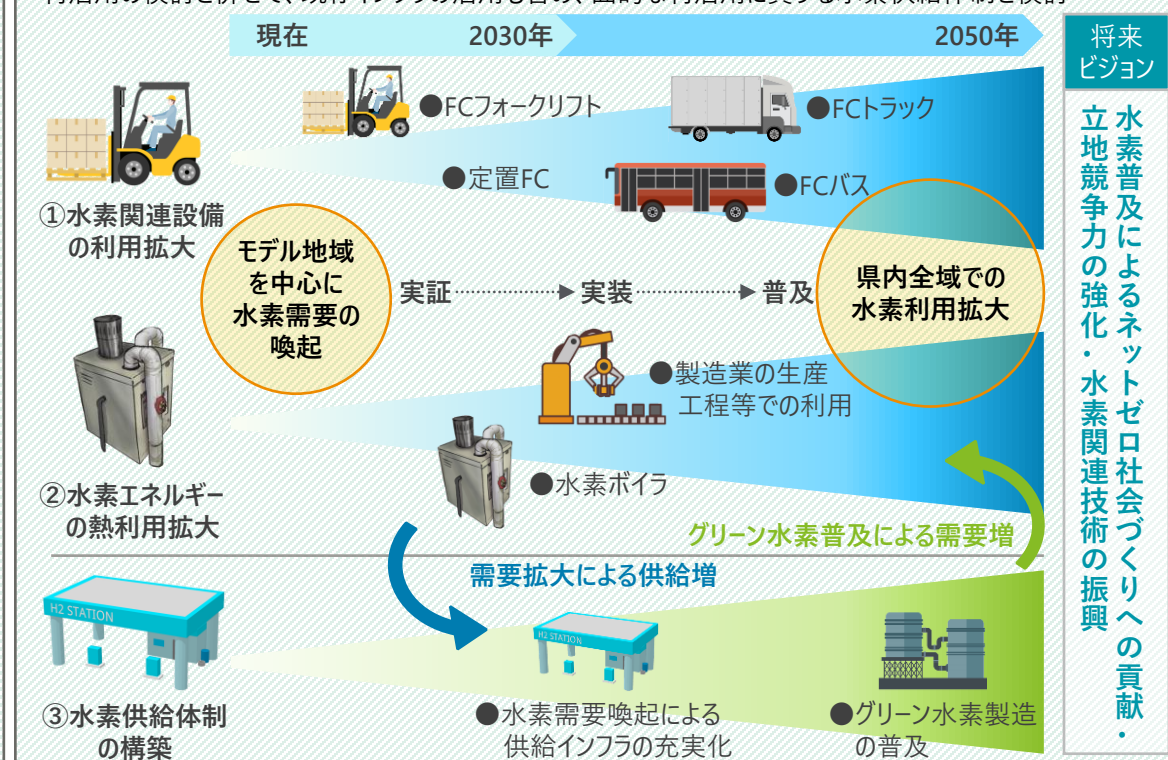 現在
2030年
2050年
将来
ビジョン
水素普及によるネットゼロ社会づくりへの貢献・
立地競争力の強化・水素関連技術の振興
●FCフォークリフト
●FCトラック
●定置FC
●FCバス
①水素関連設備
の利用拡大
モデル地域
を中心に
水素需要の
喚起
実証
実装
普及
県内全域での
水素利用拡大
●製造業の生産
工程等での利用
●水素ボイラ
②水素エネルギー
の熱利用拡大
グリーン水素普及による需要増
需要拡大による供給増
H2 STATION
H2 STATION
③水素供給体制
の構築
●水素需要喚起による
供給インフラの充実化
●グリーン水素製造
の普及